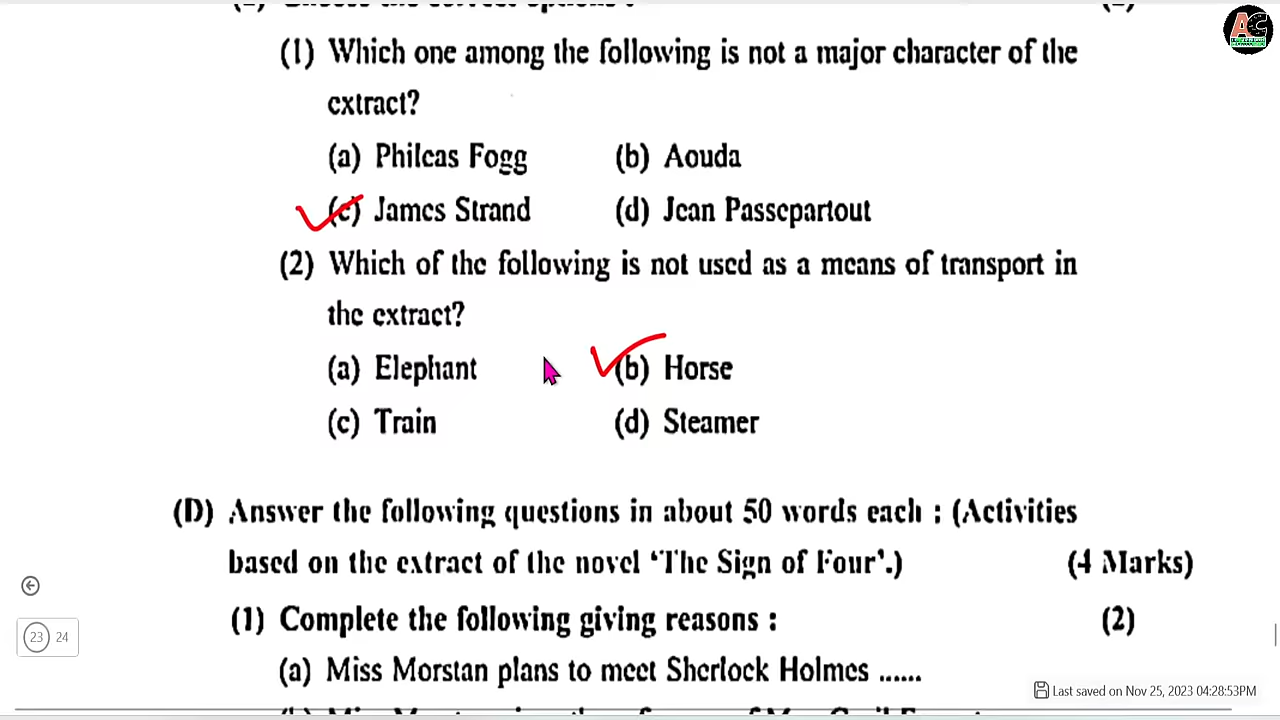 (1) Which one among the following is not a major character of the
extract?
(a) Phileas Fogg (b) Aouda
(c) James Strand (d) Jean Passepartout
(2) Which of the following is not used as a means of transport in
the extract?
(a) Elephant (b) Horse
(c) Train (d) Steamer
(D) Answer the following questions in about 50 words each : (Activities
based on the extract of the novel ‘The Sign of Four’.) (4 Marks)
(1) Complete the following giving reasons : (2)
23 24
(a) Miss Morstan plans to meet Sherlock Holmes ......
Last saved on Nov 25, 2023 04:28:53PM